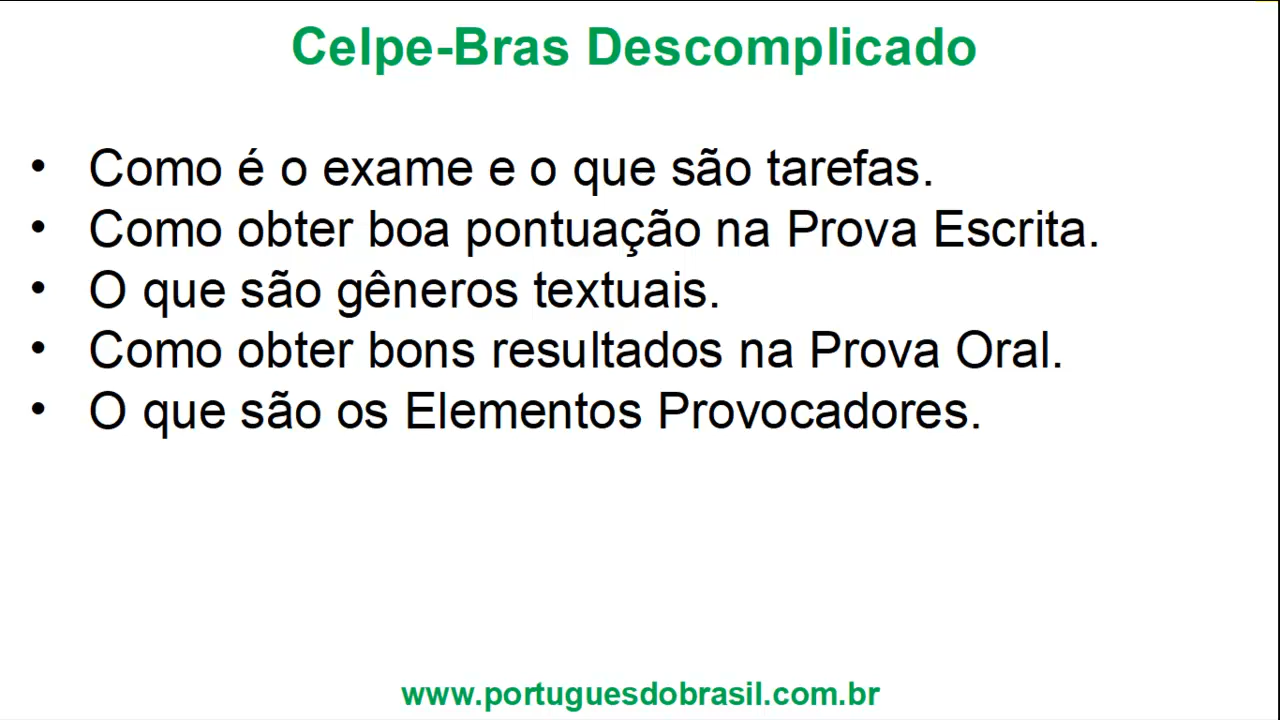 Celpe-Bras Descomplicado
• Como é o exame e o que são tarefas.
• Como obter boa pontuação na Prova Escrita.
• O que são gêneros textuais.
• Como obter bons resultados na Prova Oral.
• O que são os Elementos Provocadores.
www.portuguesdobrasil.com.br